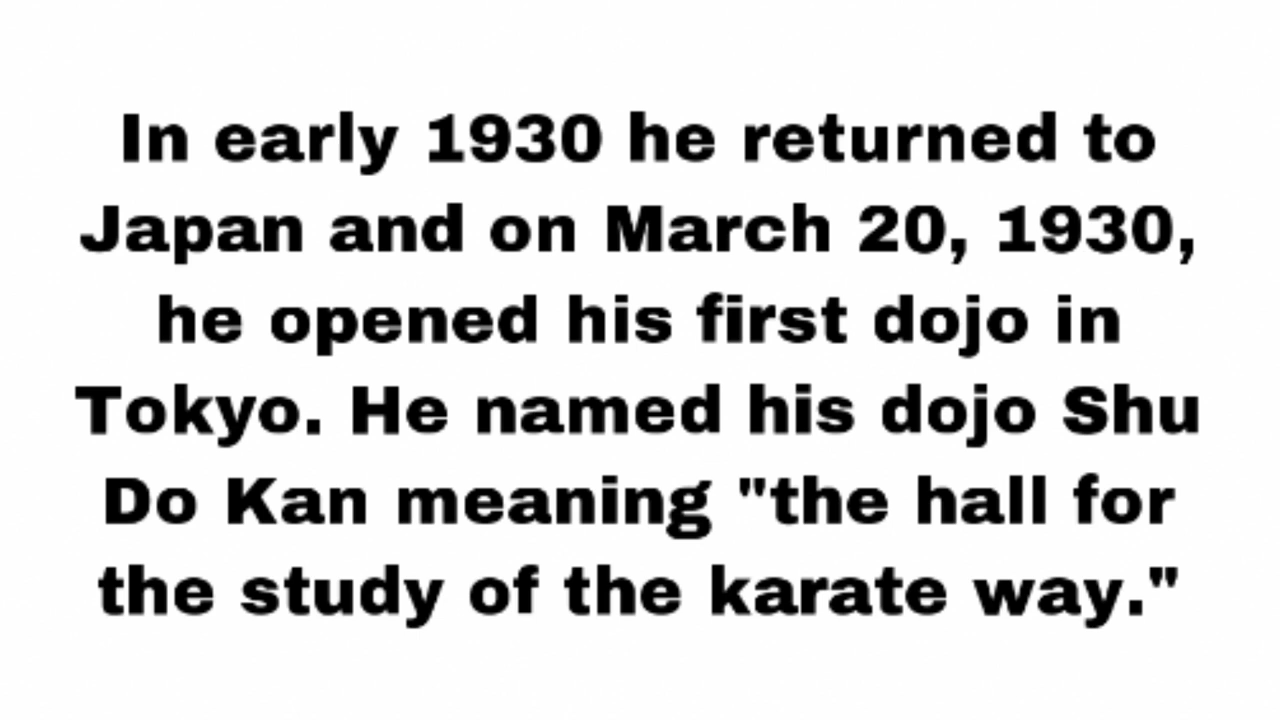 In early 1930 he returned to
Japan and on March 20, 1930,
he opened his first dojo in
Tokyo. He named his dojo Shu
Do Kan meaning "the hall for
the study of the karate way."